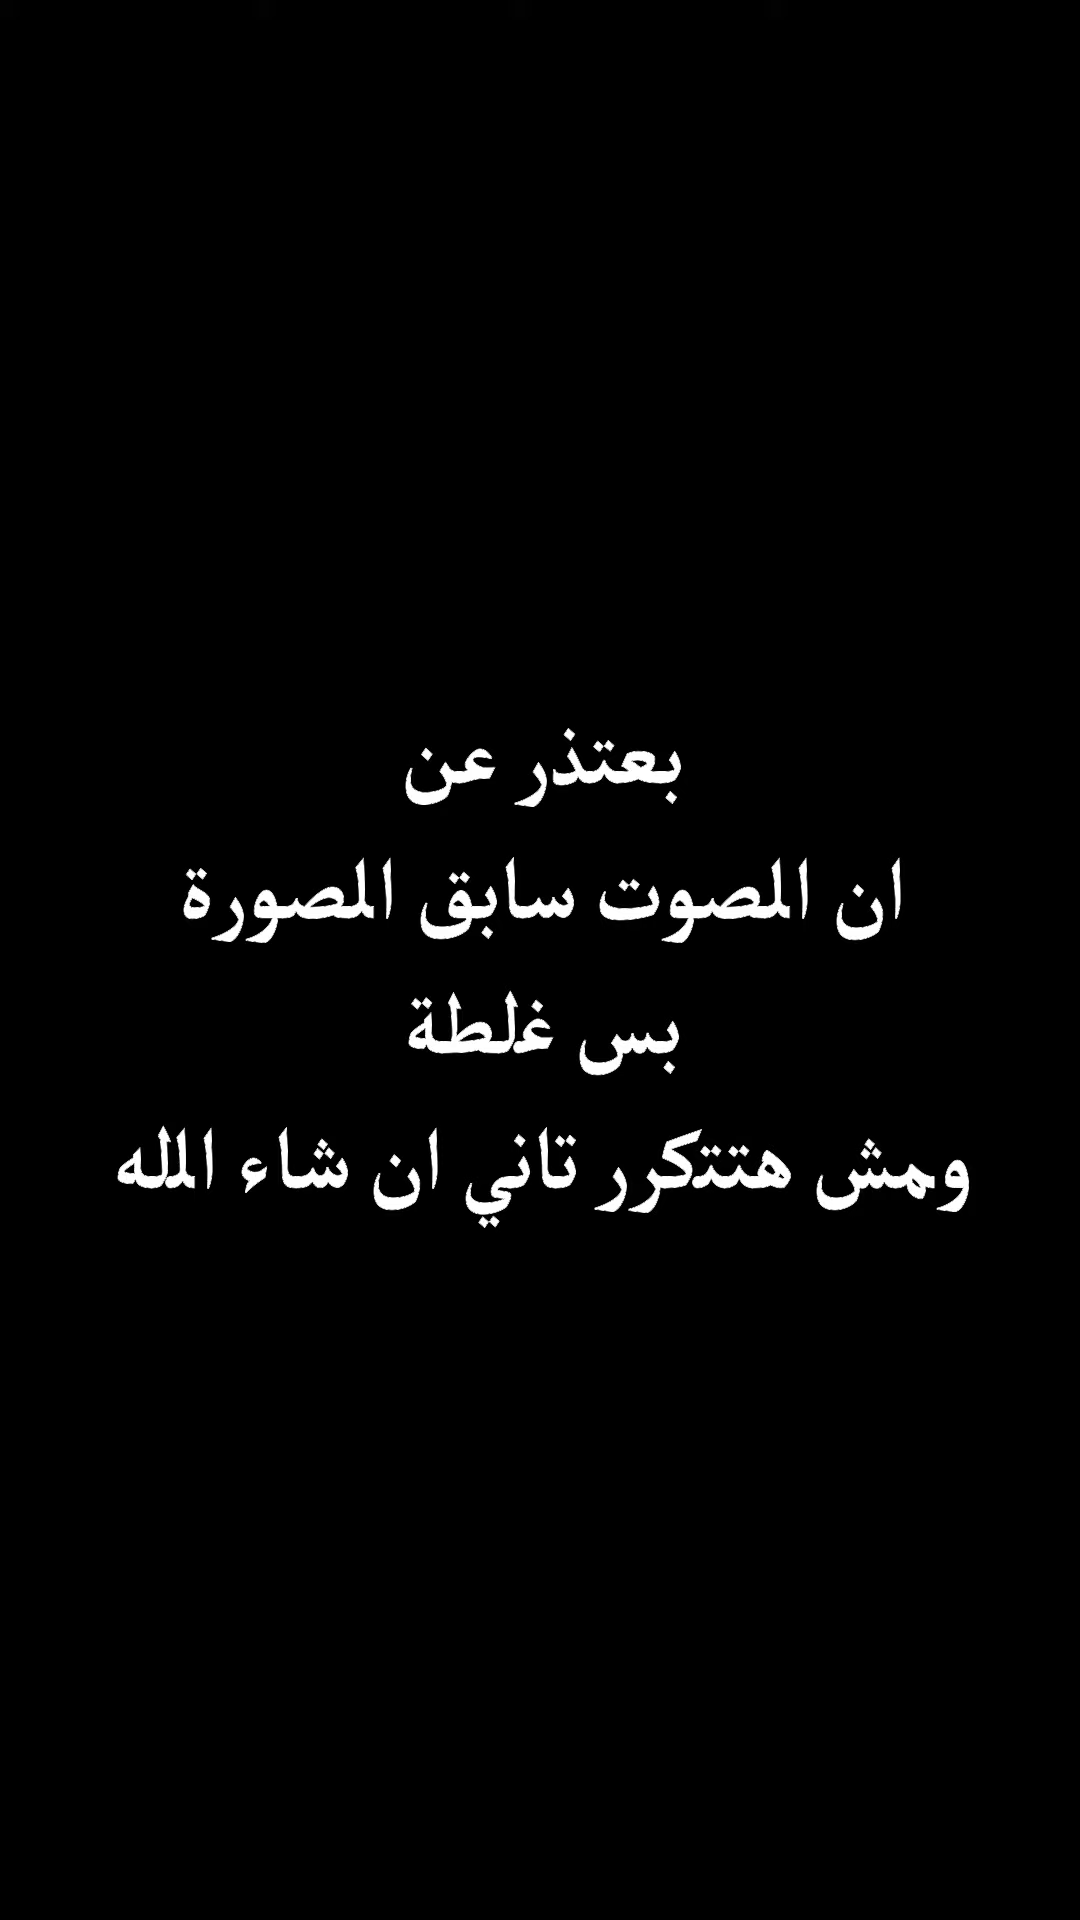 بعتذر عن
ان الصوت سابق الصورة
بس غلطة
ومش هتتكرر تاني ان شاء الله